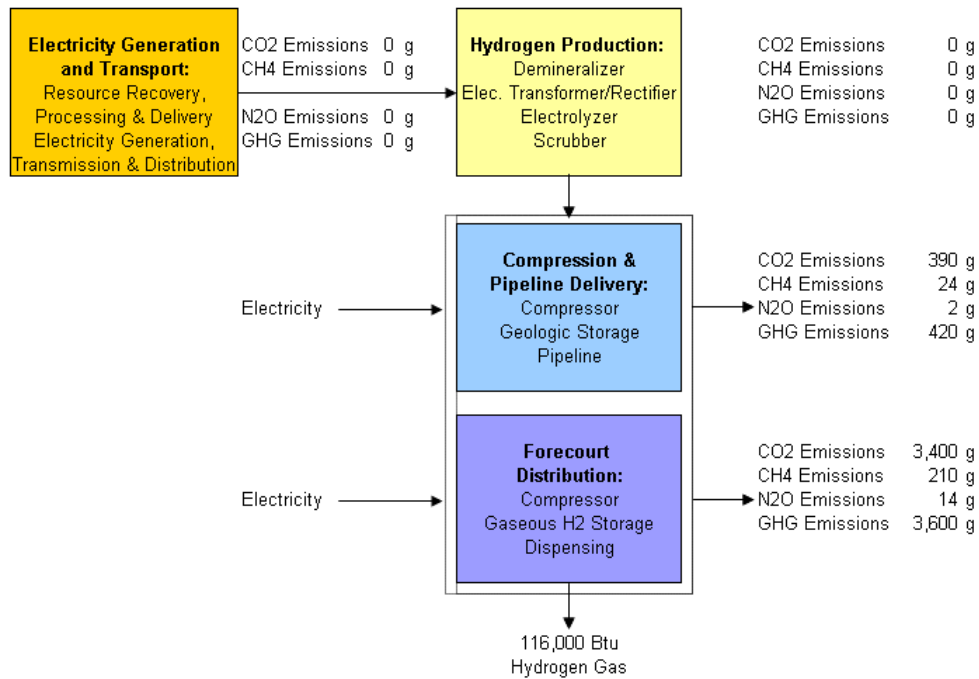 Electricity Generation
and Transport:
Resource Recovery,
Processing & Delivery
Electricity Generation,
Transmission & Distribution
CO2 Emissions 0 g
CH4 Emissions 0 g
N2O Emissions 0 g
GHG Emissions 0 g
Hydrogen Production:
Demineralizer
Elec. Transformer/Rectifier
Electrolyzer
Scrubber
CO2 Emissions 0 g
CH4 Emissions 0 g
N2O Emissions 0 g
GHG Emissions 0 g
Electricity
Compression &
Pipeline Delivery:
Compressor
Geologic Storage
Pipeline
CO2 Emissions 390 g
CH4 Emissions 24 g
N2O Emissions 2 g
GHG Emissions 420 g
Electricity
Forecourt
Distribution:
Compressor
Gaseous H2 Storage
Dispensing
CO2 Emissions 3,400 g
CH4 Emissions 210 g
N2O Emissions 14 g
GHG Emissions 3,600 g
116,000 Btu
Hydrogen Gas